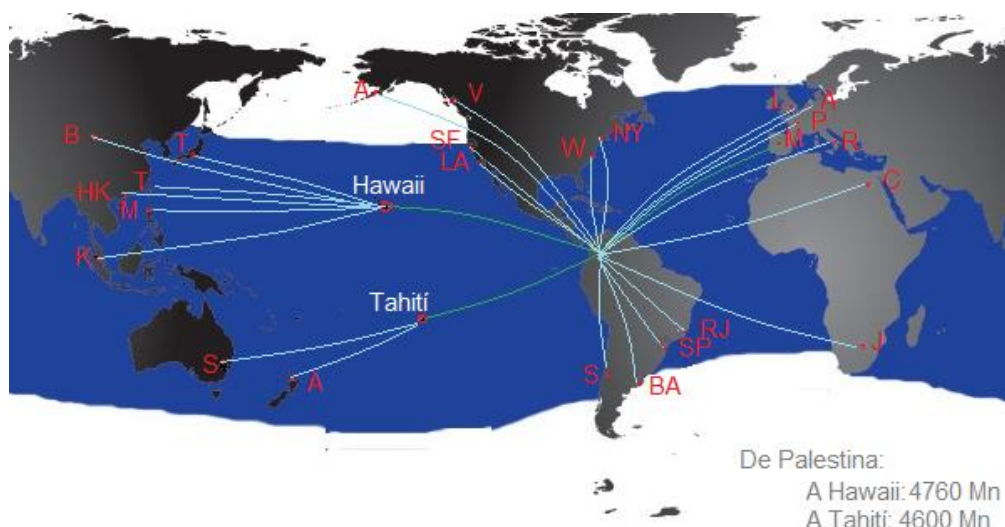 A
V
A
P
B
T
SF
W
NY
M
R
LA
HK
T
Hawaii
C
M
K
Tahití
RJ
S
SP
J
A
S
BA
De Palestina:
A Hawaii: 4760 Mn
A Tahití: 4600 Mn